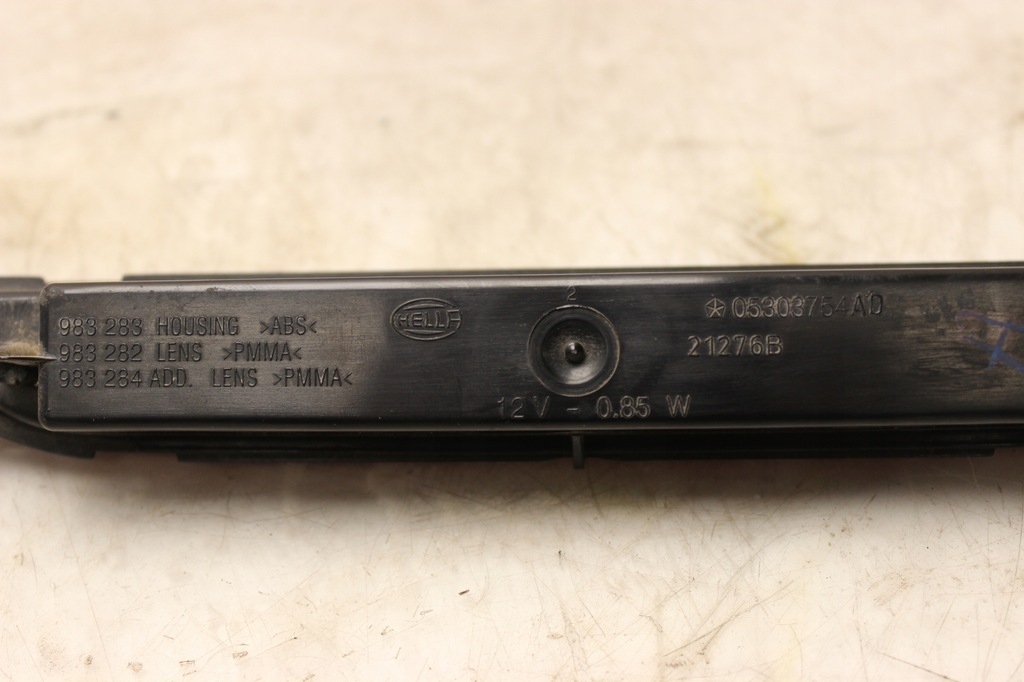 983 283 HOUSING >ABS<
983 282 LENS >PMMA<
983 284 ADD. LENS >PMMA<
HELLA
2
12V - 0.85 W
05303754AD
21276B